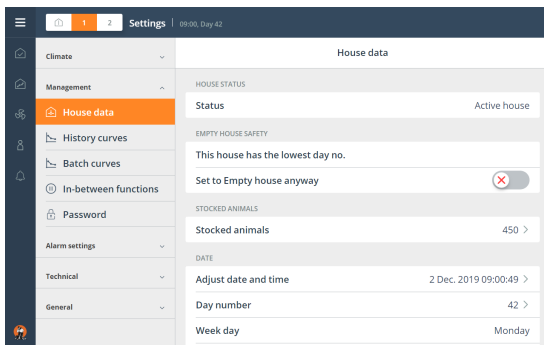 1 2 Settings | 09:00, Day 42
Climate
Management
House data
History curves
Batch curves
In-between functions
Password
Alarm settings
Technical
General
House data
HOUSE STATUS
Status Active house
EMPTY HOUSE SAFETY
This house has the lowest day no.
Set to Empty house anyway
STOCKED ANIMALS
Stocked animals 450
DATE
Adjust date and time 2 Dec. 2019 09:00:49
Day number 42
Week day Monday